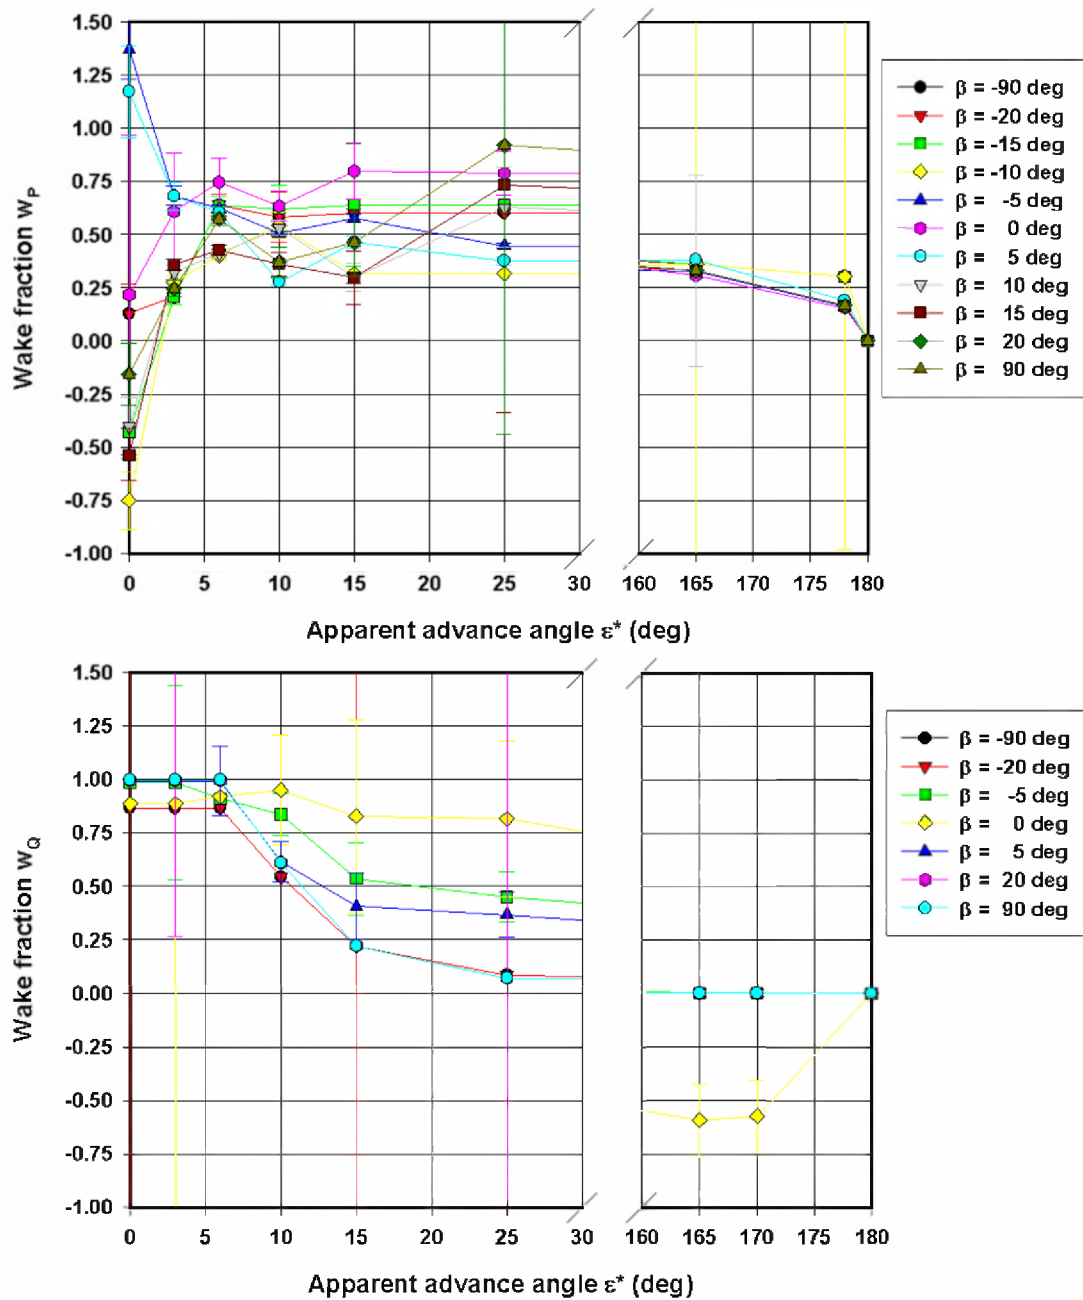 1.50
1.25
1.00
0.75
0.50
0.25
0.00
-0.25
-0.50
-0.75
-1.00
Wake fraction wP
0 5 10 15 20 25 30 160 165 170 175 180
Apparent advance angle ε* (deg)
β = -90 deg
β = -20 deg
β = -15 deg
β = -10 deg
β = -5 deg
β = 0 deg
β = 5 deg
β = 10 deg
β = 15 deg
β = 20 deg
β = 90 deg
1.50
1.25
1.00
0.75
0.50
0.25
0.00
-0.25
-0.50
-0.75
-1.00
Wake fraction wQ
0 5 10 15 20 25 30 160 165 170 175 180
Apparent advance angle ε* (deg)
β = -90 deg
β = -20 deg
β = -5 deg
β = 0 deg
β = 5 deg
β = 20 deg
β = 90 deg